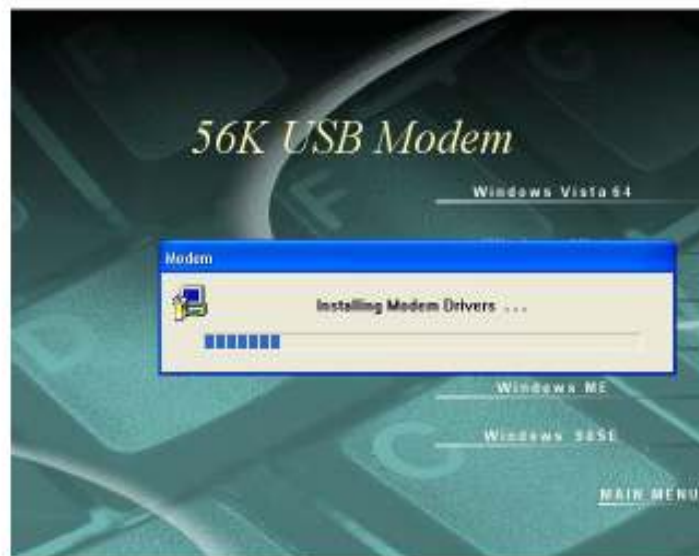 56K USB Modem
Windows Vista 64
Modem
Installing Modem Drivers ...
Windows ME
Windows 98SE
MAIN MENU